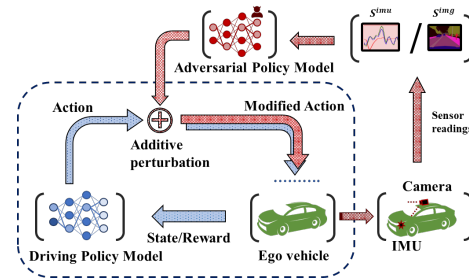 S^imu S^img
/
Adversarial Policy Model
Action
Modified Action
Additive
perturbation
Sensor
readings
Camera
IMU
State/Reward
Driving Policy Model
Ego vehicle